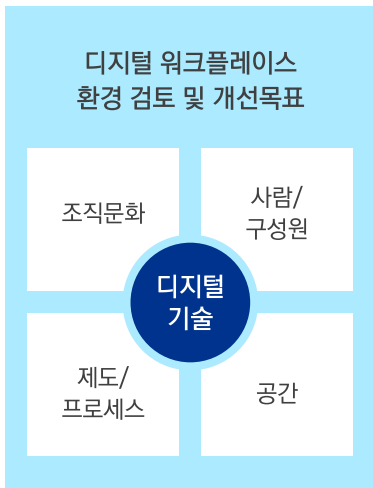 디지털 워크플레이스
환경 검토 및 개선목표
조직문화
사람/
구성원
디지털
기술
제도/
프로세스
공간